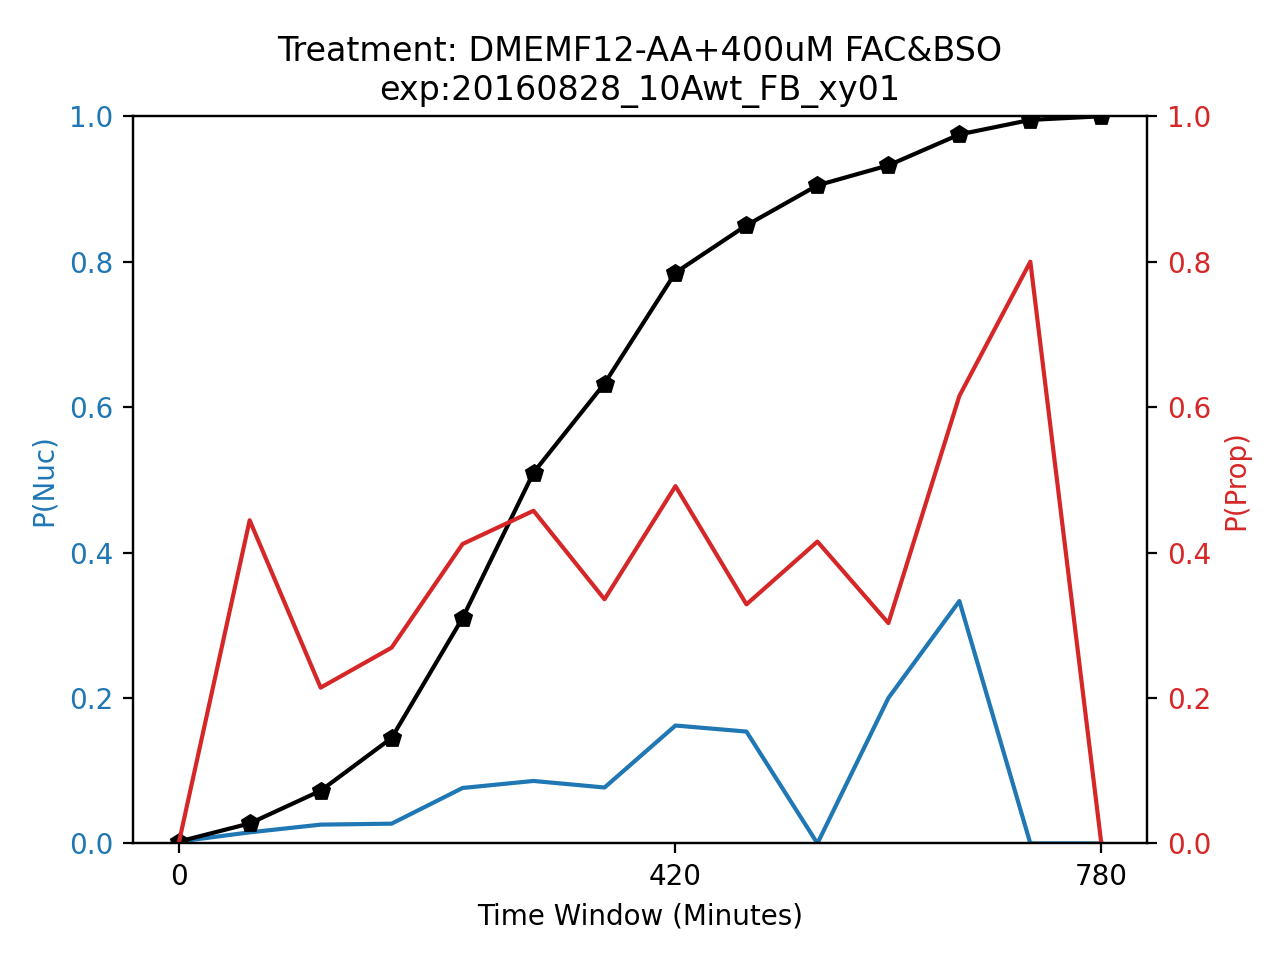 Treatment: DMEMF12-AA+400uM FAC&BSO
exp:20160828_10Awt_FB_xy01
1.0
0.8
0.6
0.4
0.2
0.0
P(Nuc)
1.0
0.8
0.6
0.4
0.2
0.0
P(Prop)
0 420 780
Time Window (Minutes)